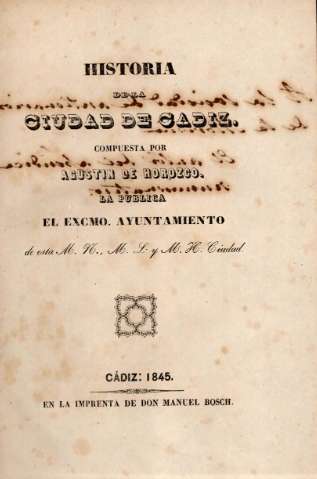 HISTORIA
DE LA
CIUDAD DE CADIZ.
COMPUESTA POR
AGUSTIN DE HOROZCO.
LA PUBLICA
EL EXCMO. AYUNTAMIENTO
de esta M. N., M. L. y M. H. Ciudad.
CÁDIZ: 1845.
EN LA IMPRENTA DE DON MANUEL BOSCH.